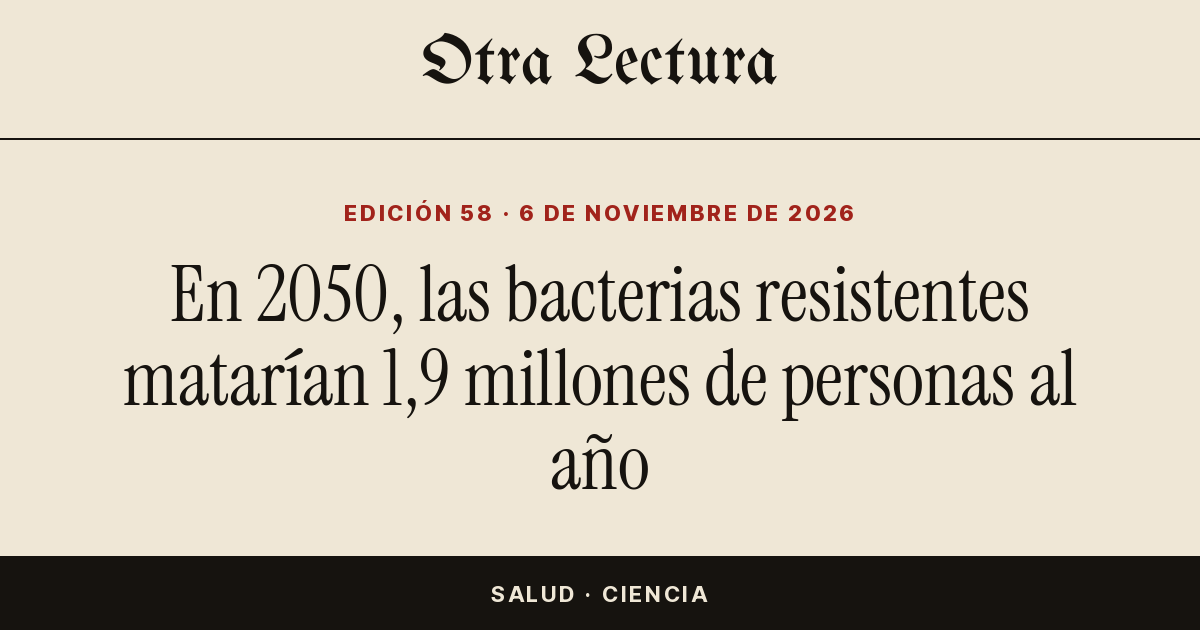 Otra Lectura
EDICIÓN 58 · 6 DE NOVIEMBRE DE 2026
En 2050, las bacterias resistentes
matarían 1,9 millones de personas al
año
SALUD · CIENCIA